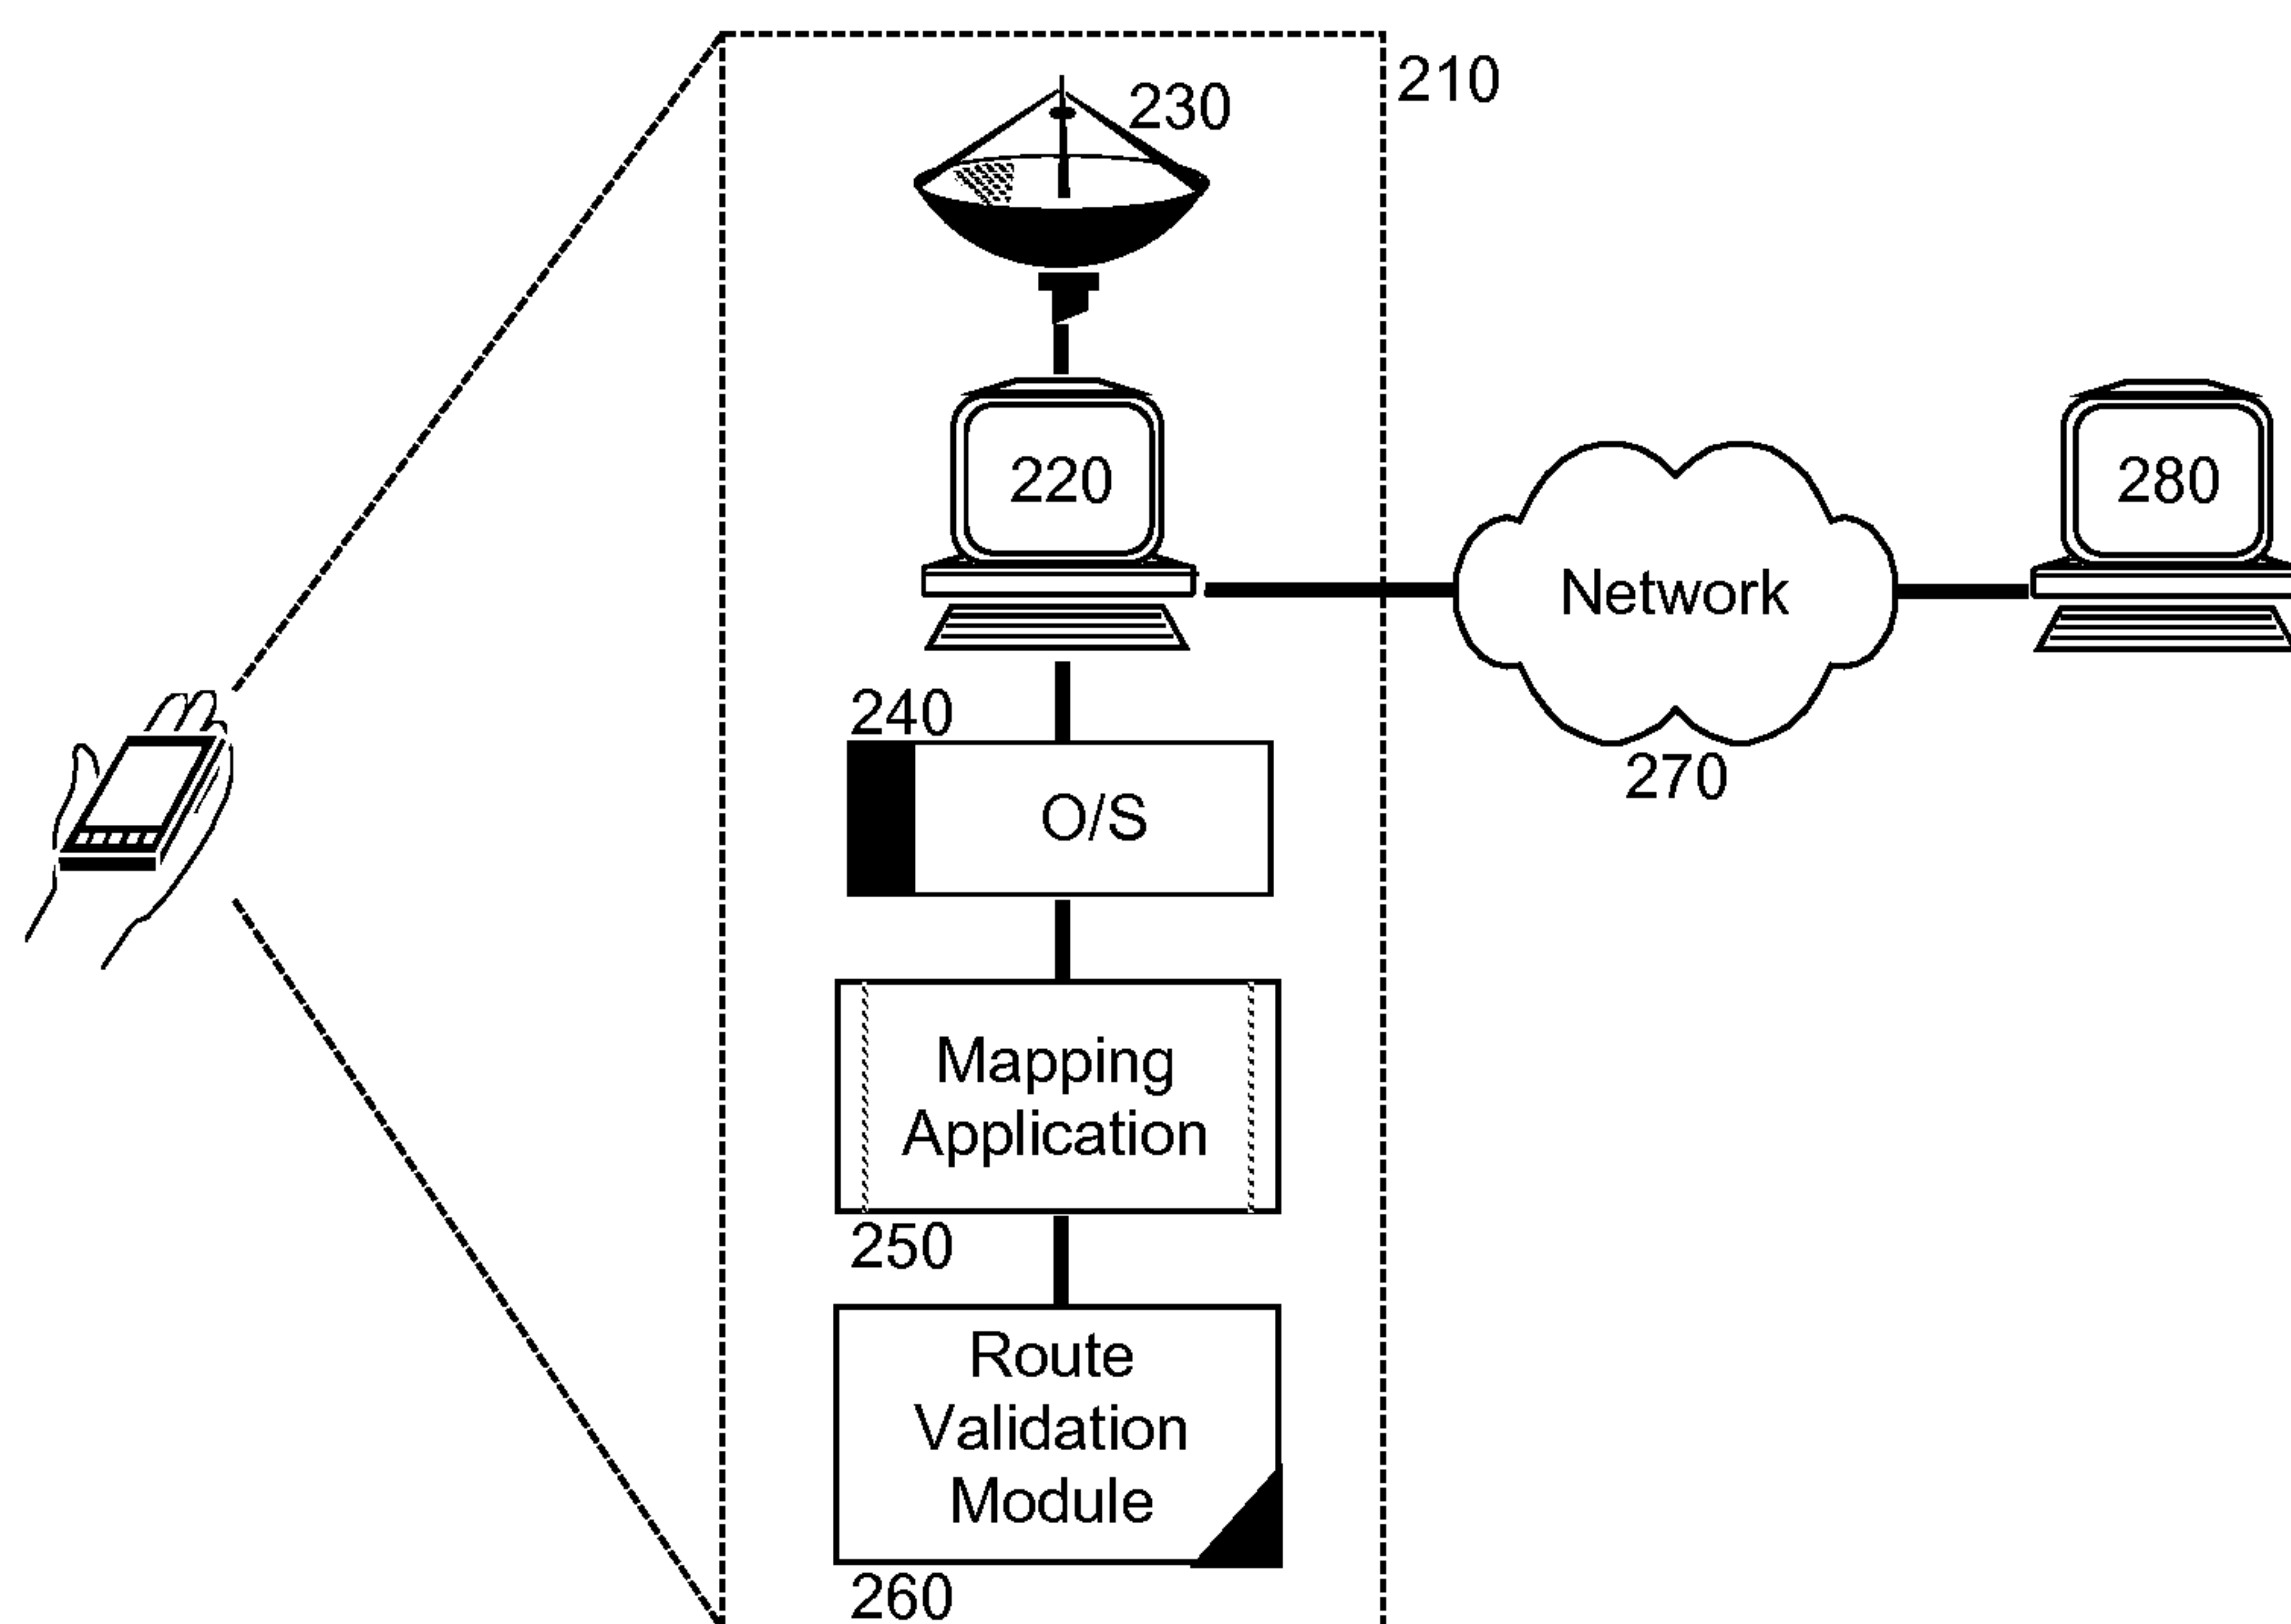 210
230
220
280
Network
270
240
O/S
Mapping
Application
250
Route
Validation
Module
260